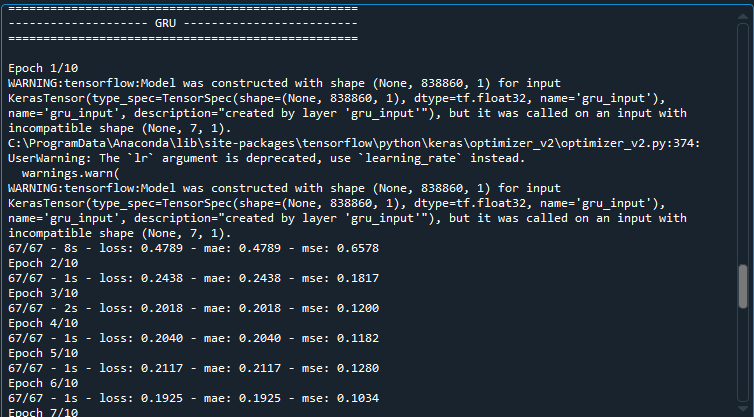 ==================================================
-------------------- GRU -------------------------
==================================================
Epoch 1/10
WARNING:tensorflow:Model was constructed with shape (None, 838860, 1) for input
KerasTensor(type_spec=TensorSpec(shape=(None, 838860, 1), dtype=tf.float32, name='gru_input'),
name='gru_input', description="created by layer 'gru_input'"), but it was called on an input with
incompatible shape (None, 7, 1).
C:\ProgramData\Anaconda\lib\site-packages\tensorflow\python\keras\optimizer_v2\optimizer_v2.py:374:
UserWarning: The `lr` argument is deprecated, use `learning_rate` instead.
  warnings.warn(
WARNING:tensorflow:Model was constructed with shape (None, 838860, 1) for input
KerasTensor(type_spec=TensorSpec(shape=(None, 838860, 1), dtype=tf.float32, name='gru_input'),
name='gru_input', description="created by layer 'gru_input'"), but it was called on an input with
incompatible shape (None, 7, 1).
67/67 - 8s - loss: 0.4789 - mae: 0.4789 - mse: 0.6578
Epoch 2/10
67/67 - 1s - loss: 0.2438 - mae: 0.2438 - mse: 0.1817
Epoch 3/10
67/67 - 2s - loss: 0.2018 - mae: 0.2018 - mse: 0.1200
Epoch 4/10
67/67 - 1s - loss: 0.2040 - mae: 0.2040 - mse: 0.1182
Epoch 5/10
67/67 - 1s - loss: 0.2117 - mae: 0.2117 - mse: 0.1280
Epoch 6/10
67/67 - 1s - loss: 0.1925 - mae: 0.1925 - mse: 0.1034
Epoch 7/10